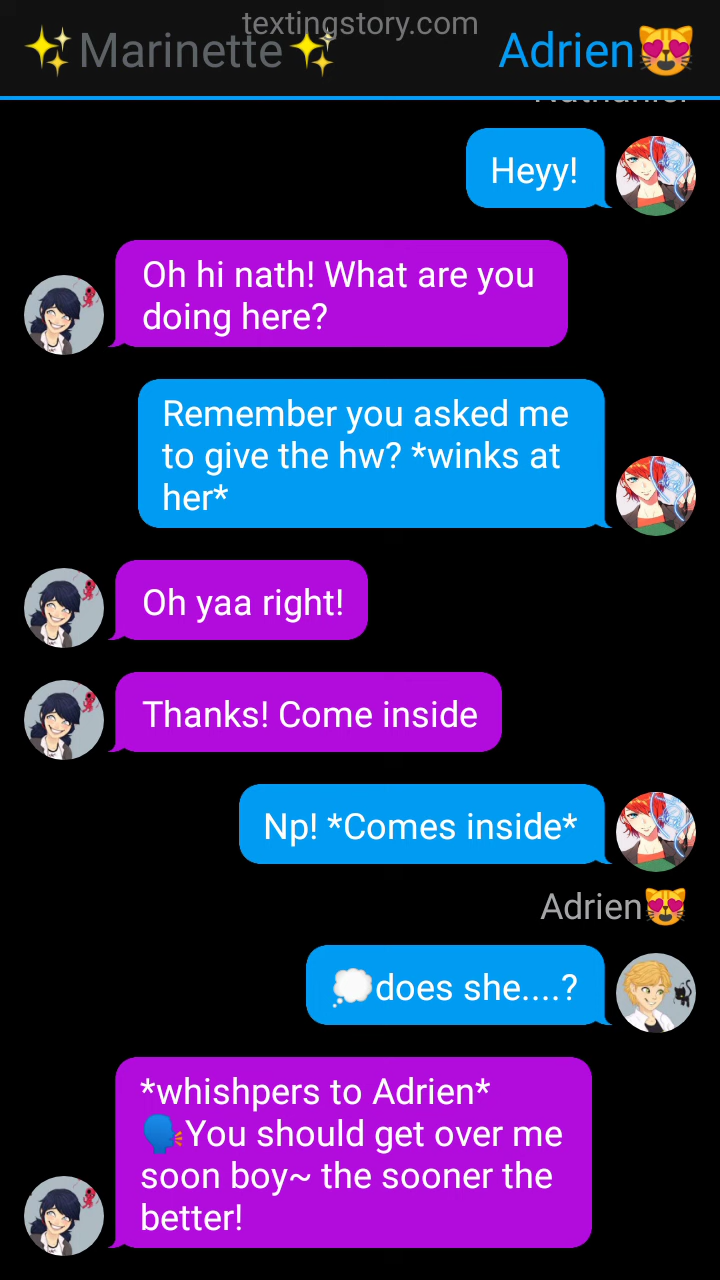 textingstory.com
✨Marinette✨ Adrien😻
Nathaniel
Heyy!
Oh hi nath! What are you
doing here?
Remember you asked me
to give the hw? *winks at
her*
Oh yaa right!
Thanks! Come inside
Np! *Comes inside*
Adrien😻
💭does she....?
*whishpers to Adrien*
🗣You should get over me
soon boy~ the sooner the
better!